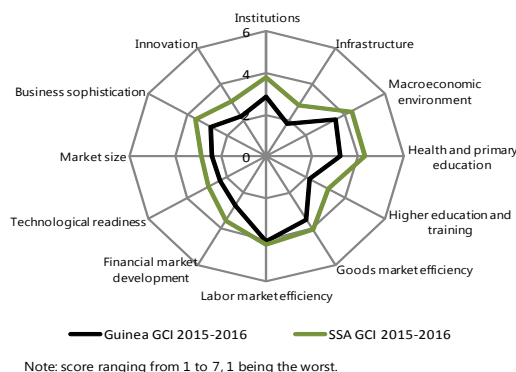 Institutions
Infrastructure
Macroeconomic
environment
Health and primary
education
Higher education and
training
Goods market efficiency
Labor market efficiency
Financial market
development
Technological readiness
Market size
Business sophistication
Innovation
6
4
2
0
Guinea GCI 2015-2016
SSA GCI 2015-2016
Note: score ranging from 1 to 7, 1 being the worst.